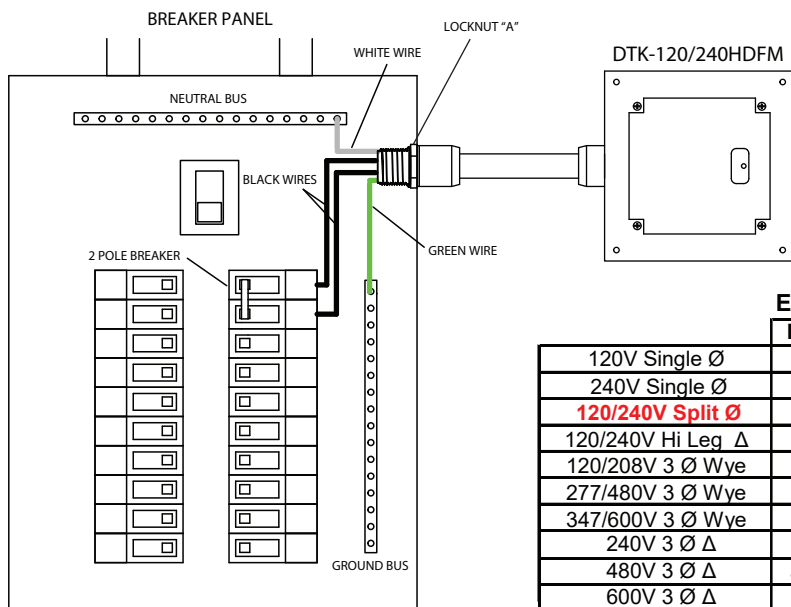 BREAKER PANEL
LOCKNUT “A”
WHITE WIRE
DTK-120/240HDFM
NEUTRAL BUS
BLACK WIRES
GREEN WIRE
2 POLE BREAKER
GROUND BUS
120V Single Ø
240V Single Ø
120/240V Split Ø
120/240V Hi Leg Δ
120/208V 3 Ø Wye
277/480V 3 Ø Wye
347/600V 3 Ø Wye
240V 3 Ø Δ
480V 3 Ø Δ
600V 3 Ø Δ